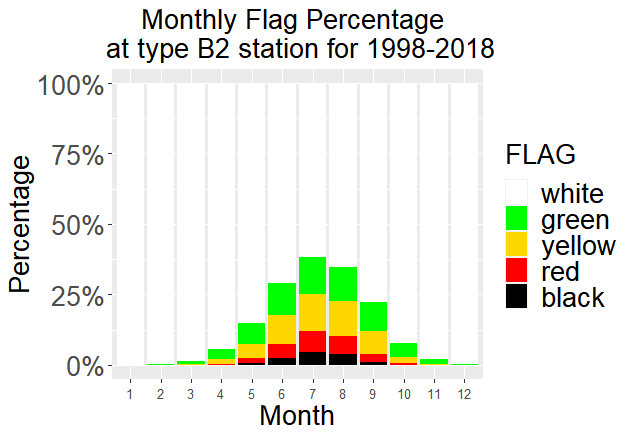 Monthly Flag Percentage
at type B2 station for 1998-2018
100%
75%
50%
25%
0%
Percentage
1 2 3 4 5 6 7 8 9 10 11 12
Month
FLAG
white
green
yellow
red
black